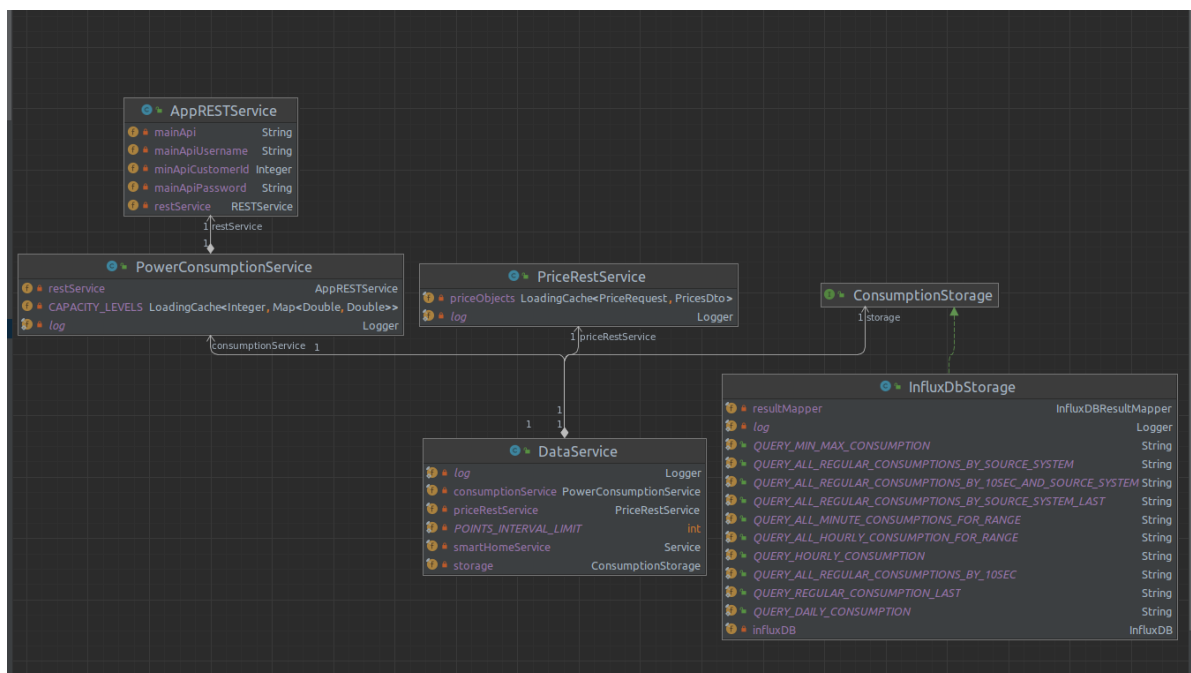 AppRESTService
mainApi String
mainApiUsername String
minApiCustomerId Integer
mainApiPassword String
restService RESTService
1 restService
1
PowerConsumptionService
restService AppRESTService
CAPACITY_LEVELS LoadingCache<Integer, Map<Double, Double>>
log Logger
consumptionService 1
PriceRestService
priceObjects LoadingCache<PriceRequest, PricesDto>
log Logger
1 priceRestService
ConsumptionStorage
1 storage
1
1 1
DataService
log Logger
consumptionService PowerConsumptionService
priceRestService PriceRestService
POINTS_INTERVAL_LIMIT int
smartHomeService Service
storage ConsumptionStorage
InfluxDbStorage
resultMapper InfluxDBResultMapper
log Logger
QUERY_MIN_MAX_CONSUMPTION String
QUERY_ALL_REGULAR_CONSUMPTIONS_BY_SOURCE_SYSTEM String
QUERY_ALL_REGULAR_CONSUMPTIONS_BY_10SEC_AND_SOURCE_SYSTEM String
QUERY_ALL_REGULAR_CONSUMPTIONS_BY_SOURCE_SYSTEM_LAST String
QUERY_ALL_MINUTE_CONSUMPTIONS_FOR_RANGE String
QUERY_ALL_HOURLY_CONSUMPTION_FOR_RANGE String
QUERY_HOURLY_CONSUMPTION String
QUERY_ALL_REGULAR_CONSUMPTIONS_BY_10SEC String
QUERY_REGULAR_CONSUMPTION_LAST String
QUERY_DAILY_CONSUMPTION String
influxDB InfluxDB